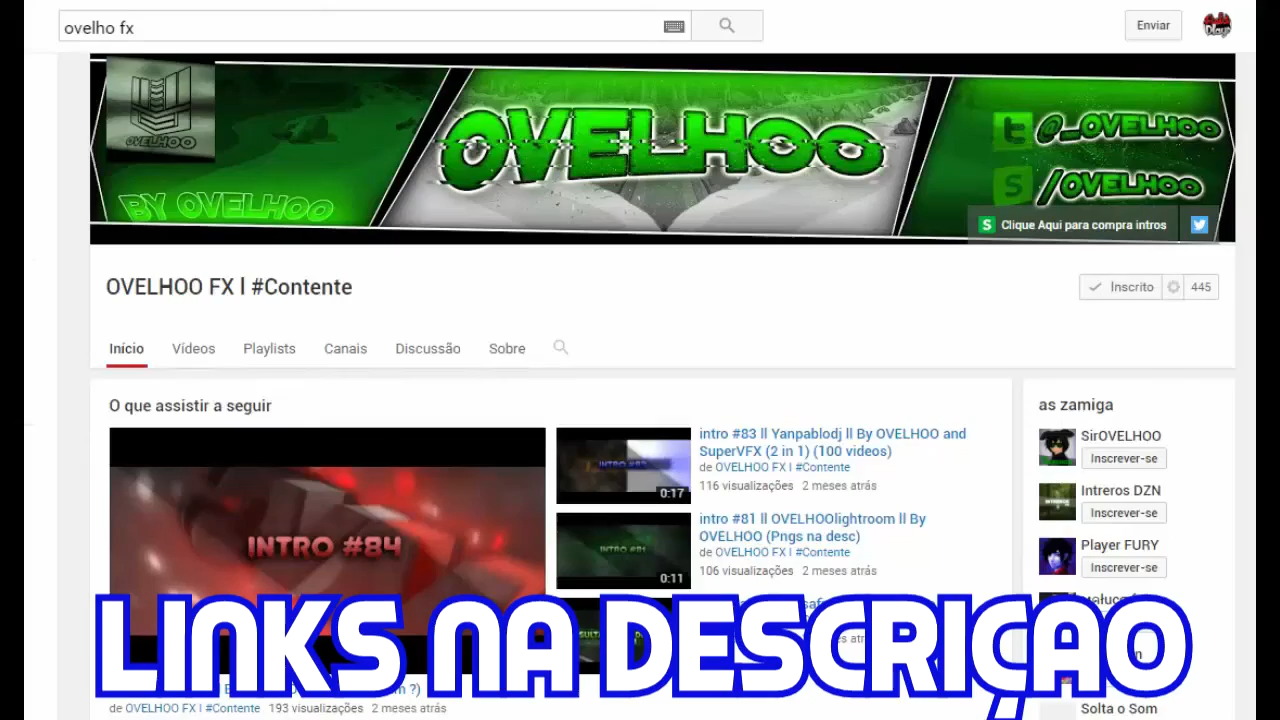 ovelho fx
Enviar
OVELHOO
BY OVELHOO
OVELHOO
@_OVELHOO
/OVELHOO
Clique Aqui para compra intros
OVELHOO FX l #Contente
Inscrito
445
Início
Vídeos
Playlists
Canais
Discussão
Sobre
O que assistir a seguir
INTRO #84
de OVELHOO FX l #Contente 193 visualizações 2 meses atrás
0:17
intro #83 ll Yanpablodj ll By OVELHOO and
SuperVFX (2 in 1) (100 videos)
de OVELHOO FX l #Contente
116 visualizações 2 meses atrás
INTRO #81
0:11
intro #81 ll OVELHOOlightroom ll By
OVELHOO (Pngs na desc)
de OVELHOO FX l #Contente
106 visualizações 2 meses atrás
as zamiga
SirOVELHOO
Inscrever-se
Intreros DZN
Inscrever-se
Player FURY
Inscrever-se
Solta o Som
LINKS NA DESCRIÇAO